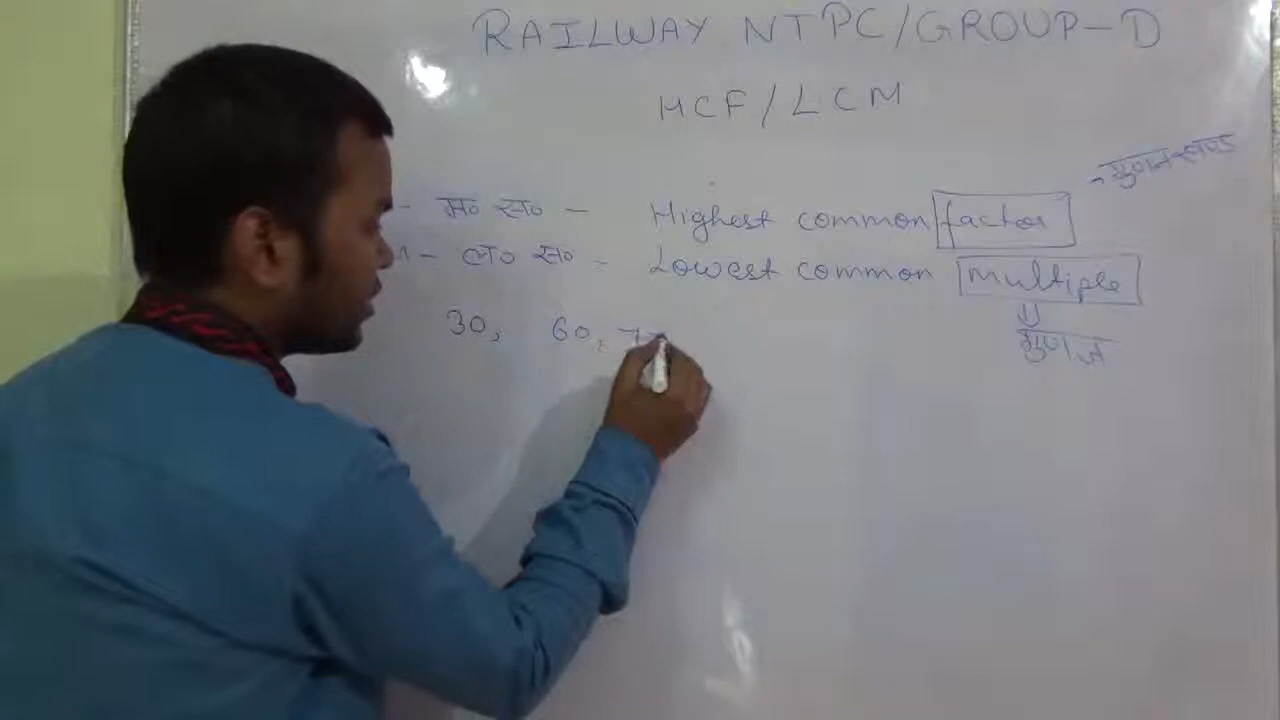 RAILWAY NTPC/GROUP-D
HCF/LCM
गुणनखण्ड
- म० स० - Highest common factor
- ल० स० - Lowest common multiple
30, 60, 7
गुणज